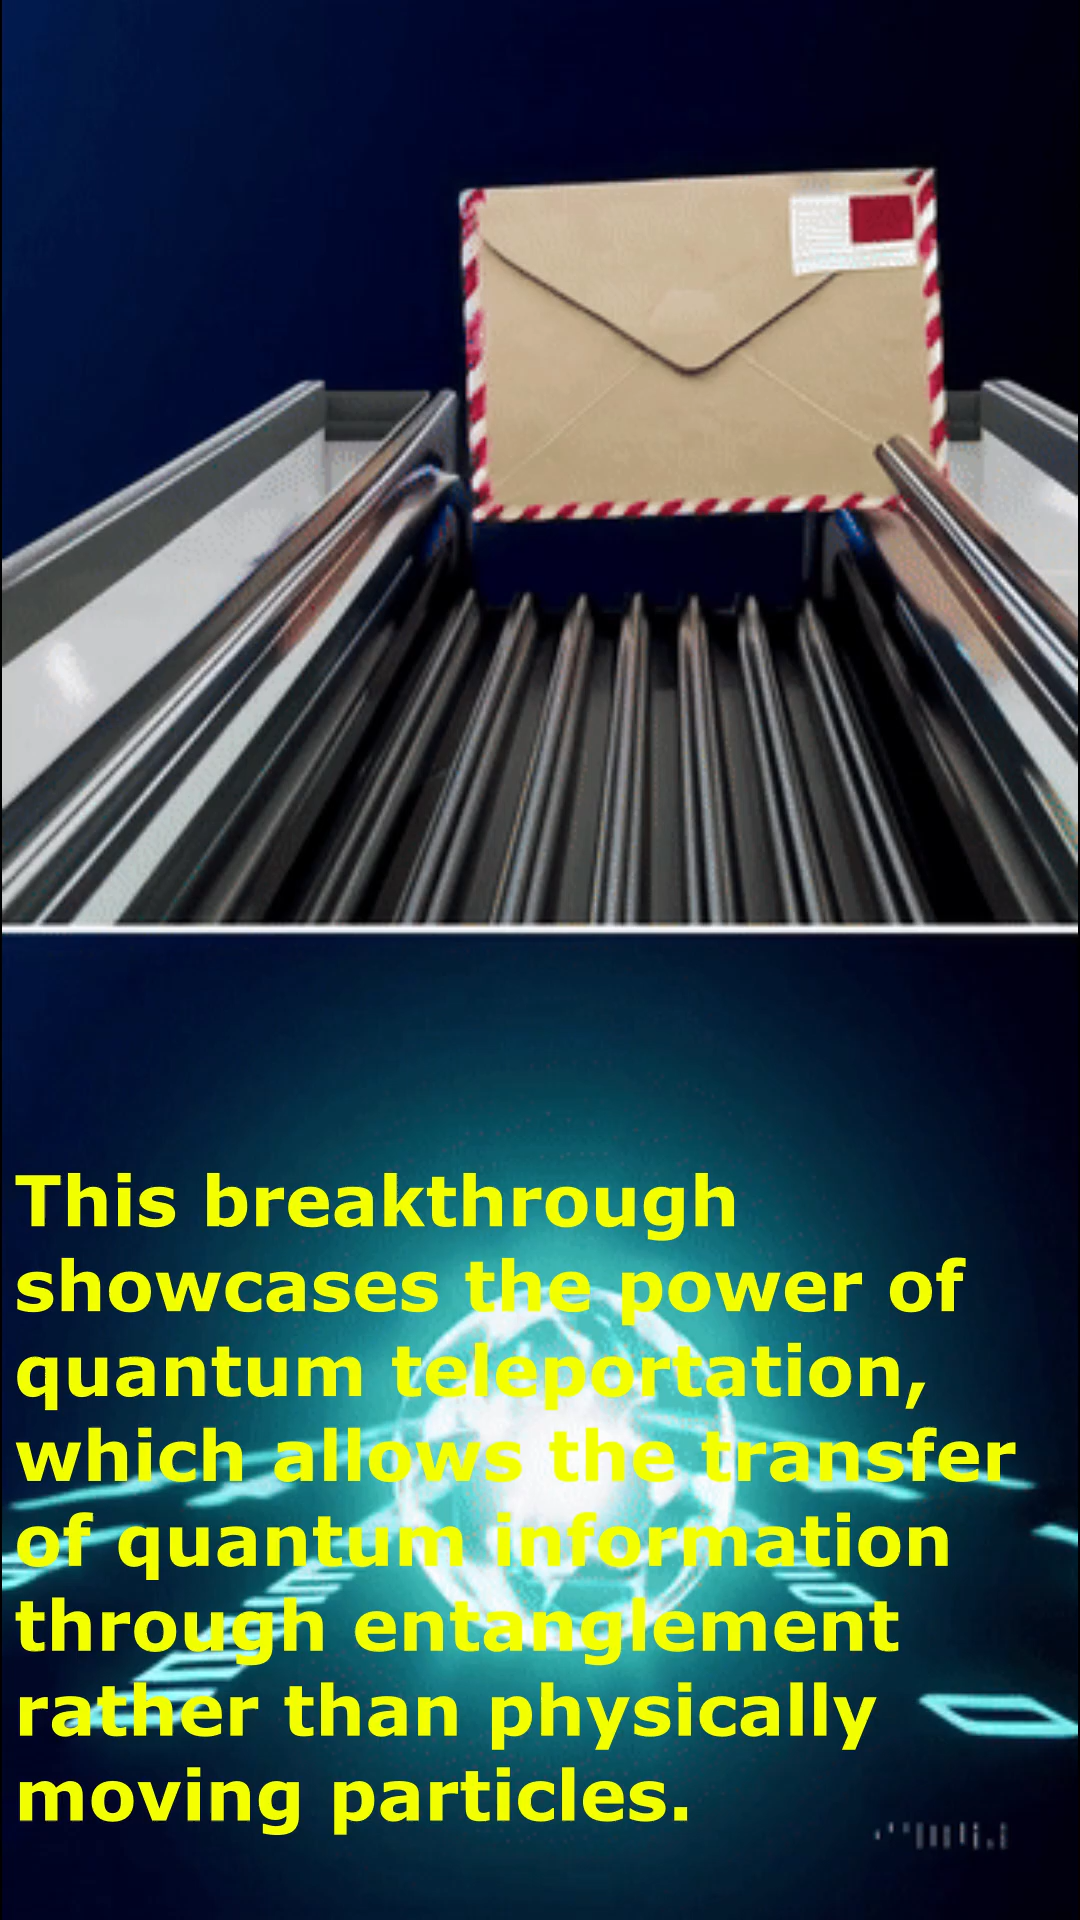 This breakthrough
showcases the power of
quantum teleportation,
which allows the transfer
of quantum information
through entanglement
rather than physically
moving particles.